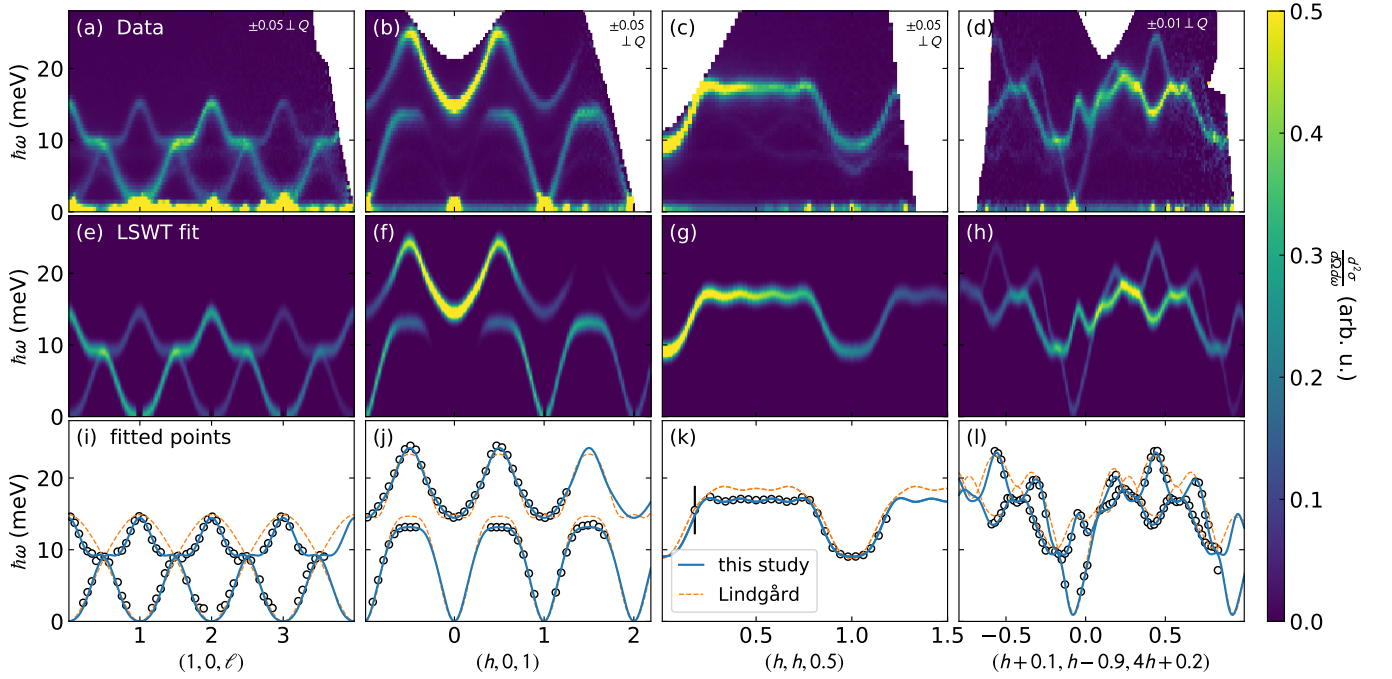 (a) Data
±0.05 ⊥ Q
(b)
±0.05
⊥ Q
(c)
±0.05
⊥ Q
(d)
±0.01 ⊥ Q
ħω (meV)
20
10
0
(e) LSWT fit
(f)
(g)
(h)
ħω (meV)
20
10
0
(i) fitted points
(j)
(k)
(l)
this study
Lindgård
ħω (meV)
20
10
0
1 2 3
0 1 2
0.5 1.0 1.5
−0.5 0.0 0.5
(1, 0, ℓ)
(h, 0, 1)
(h, h, 0.5)
(h + 0.1, h − 0.9, 4h + 0.2)
0.5
0.4
0.3
0.2
0.1
0.0
d²σ/dΩdω (arb. u.)